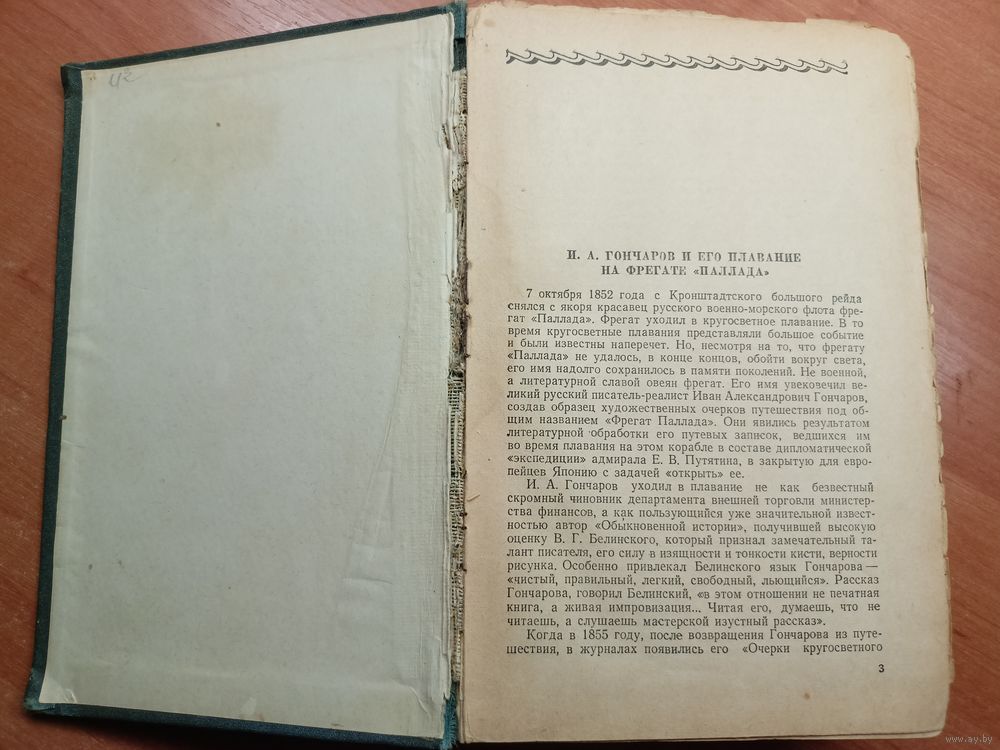 42
И. А. ГОНЧАРОВ И ЕГО ПЛАВАНИЕ
НА ФРЕГАТЕ «ПАЛЛАДА»
7 октября 1852 года с Кронштадтского большого рейда
снялся с якоря красавец русского военно-морского флота фре-
гат «Паллада». Фрегат уходил в кругосветное плавание. В то
время кругосветные плавания представляли большое событие
и были известны наперечет. Но, несмотря на то, что фрегату
«Паллада» не удалось, в конце концов, обойти вокруг света,
его имя надолго сохранилось в памяти поколений. Не военной,
а литературной славой овеян фрегат. Его имя увековечил ве-
ликий русский писатель-реалист Иван Александрович Гончаров,
создав образец художественных очерков путешествия под об-
щим названием «Фрегат Паллада». Они явились результатом
литературной обработки его путевых записок, ведшихся им
во время плавания на этом корабле в составе дипломатической
«экспедиции» адмирала Е. В. Путятина, в закрытую для евро-
пейцев Японию с задачей «открыть» ее.
И. А. Гончаров уходил в плавание не как безвестный
скромный чиновник департамента внешней торговли министер-
ства финансов, а как пользующийся уже значительной извест-
ностью автор «Обыкновенной истории», получившей высокую
оценку В. Г. Белинского, который признал замечательный та-
лант писателя, его силу в изящности и тонкости кисти, верности
рисунка. Особенно привлекал Белинского язык Гончарова —
«чистый, правильный, легкий, свободный, льющийся». Рассказ
Гончарова, говорил Белинский, «в этом отношении не печатная
книга, а живая импровизация... Читая его, думаешь, что не
читаешь, а слушаешь мастерской изустный рассказ».
Когда в 1855 году, после возвращения Гончарова из путе-
шествия, в журналах появились его «Очерки кругосветного
3
www.ay.by